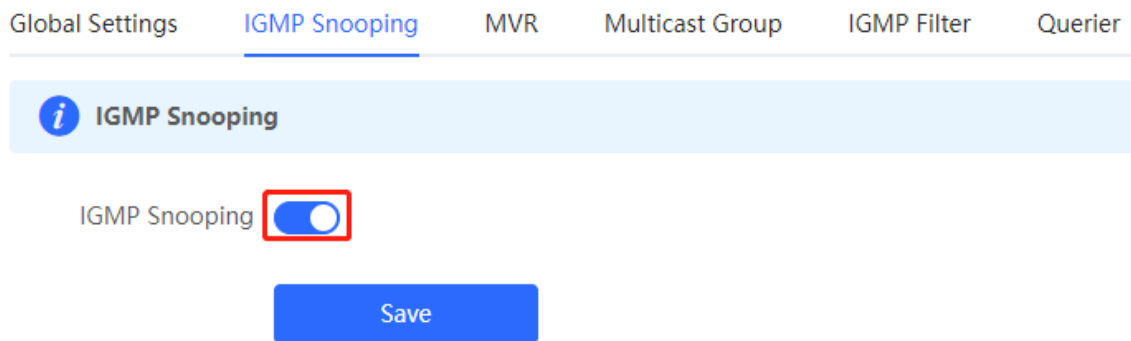 Global Settings IGMP Snooping MVR Multicast Group IGMP Filter Querier
i IGMP Snooping
IGMP Snooping
Save